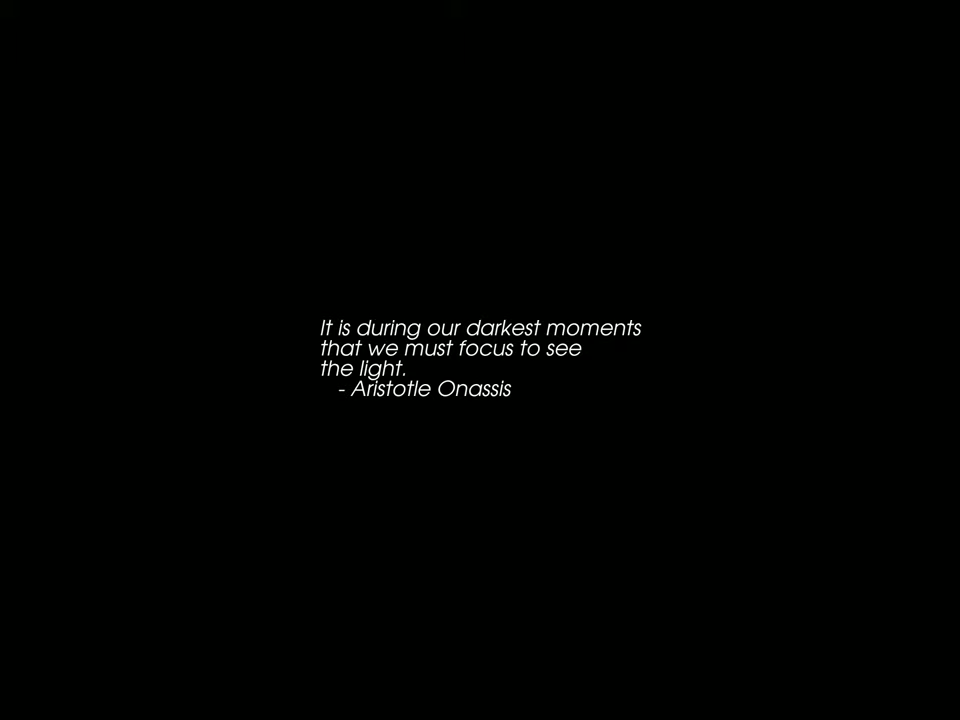 It is during our darkest moments
that we must focus to see
the light.
- Aristotle Onassis